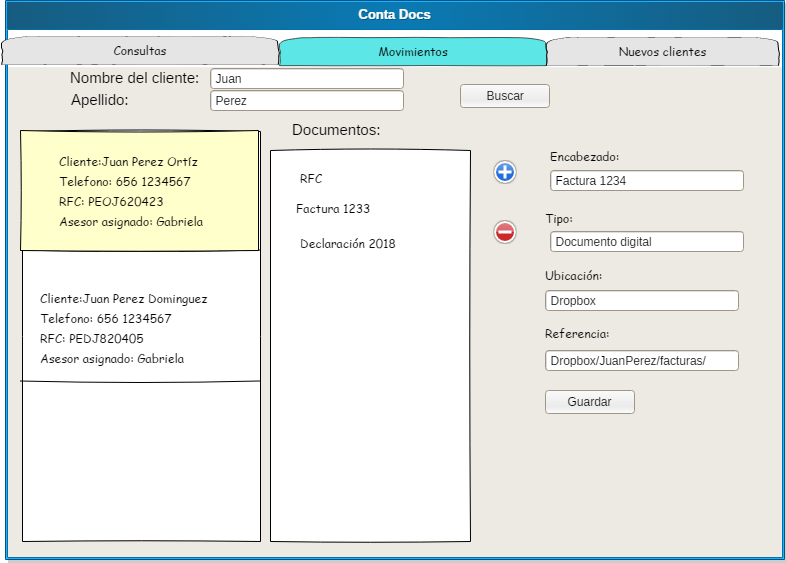 Conta Docs
Consultas
Movimientos
Nuevos clientes
Nombre del cliente: Juan
Apellido: Perez
Buscar
Cliente:Juan Perez Ortíz
Telefono: 656 1234567
RFC: PEOJ620423
Asesor asignado: Gabriela
Cliente:Juan Perez Dominguez
Telefono: 656 1234567
RFC: PEDJ820405
Asesor asignado: Gabriela
Documentos:
RFC
Factura 1233
Declaración 2018
Encabezado:
Factura 1234
Tipo:
Documento digital
Ubicación:
Dropbox
Referencia:
Dropbox/JuanPerez/facturas/
Guardar